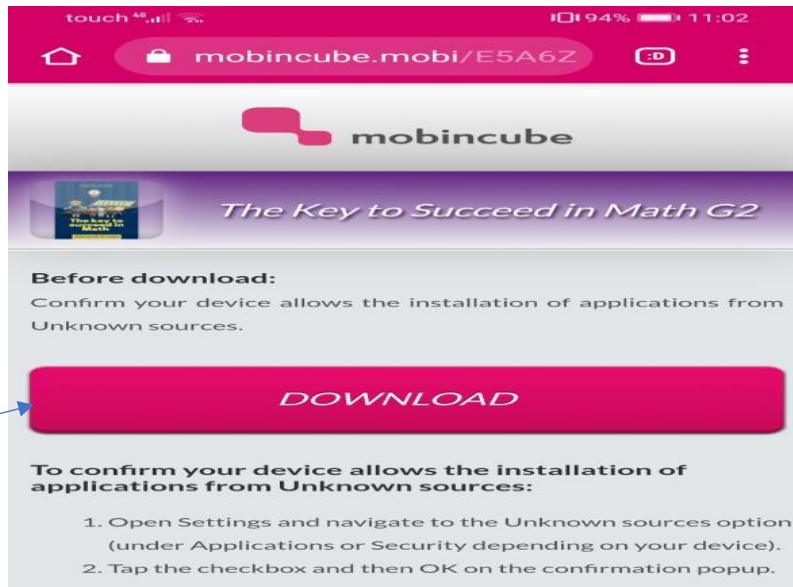 touch 4G 94% 11:02
mobincube.mobi/E5A6Z :D
mobincube
The key to
succeed in
Math
The Key to Succeed in Math G2
Before download:
Confirm your device allows the installation of applications from
Unknown sources.
DOWNLOAD
To confirm your device allows the installation of
applications from Unknown sources:
1. Open Settings and navigate to the Unknown sources option
(under Applications or Security depending on your device).
2. Tap the checkbox and then OK on the confirmation popup.